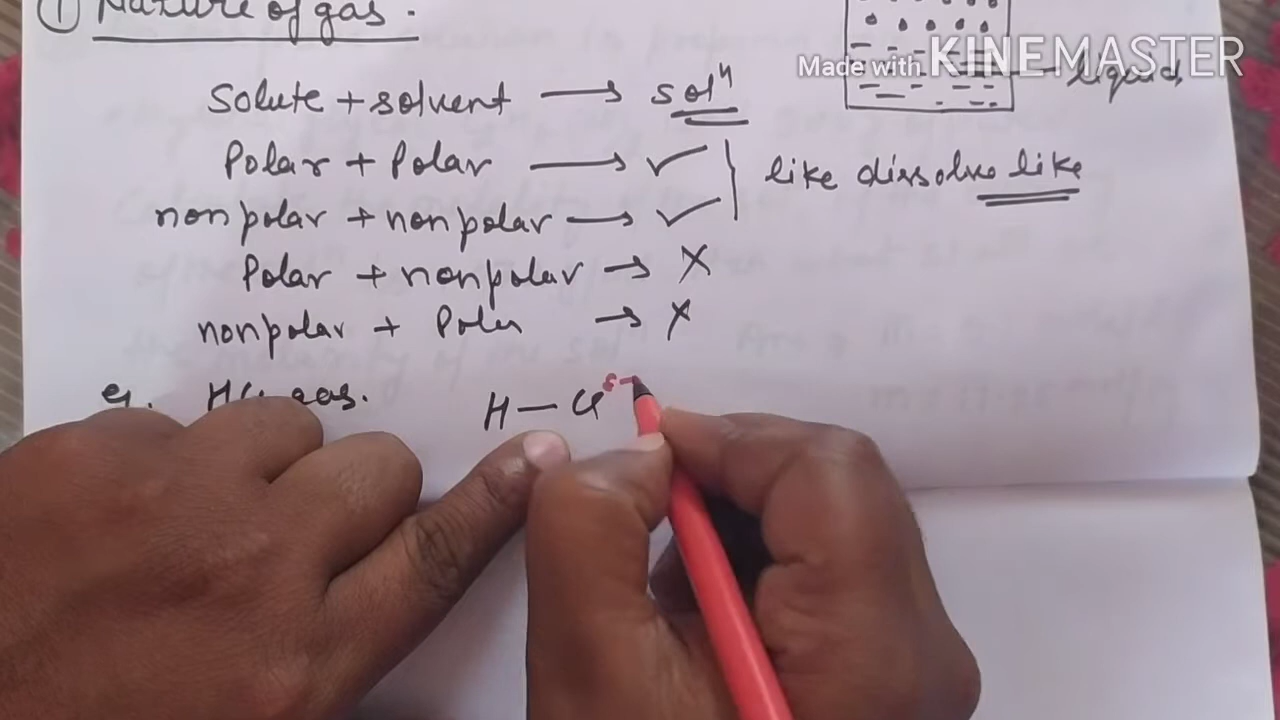 ① Nature of gas.
Made with KINEMASTER
liquid
Solute + solvent → solⁿ
Polar + Polar → ✓
like dissolve like
nonpolar + nonpolar → ✓
Polar + nonpolar → X
nonpolar + Polar → X
eg. HCl gas. H — Cl δ-